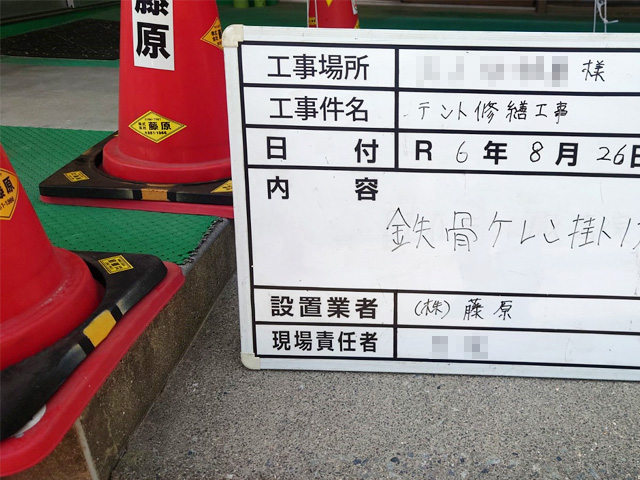 藤原
藤原
藤原
工事場所 様
工事件名 テント修繕工事
日付 R 6年 8月 26日
内容
鉄骨ケレン掛け
設置業者 (株) 藤原
現場責任者